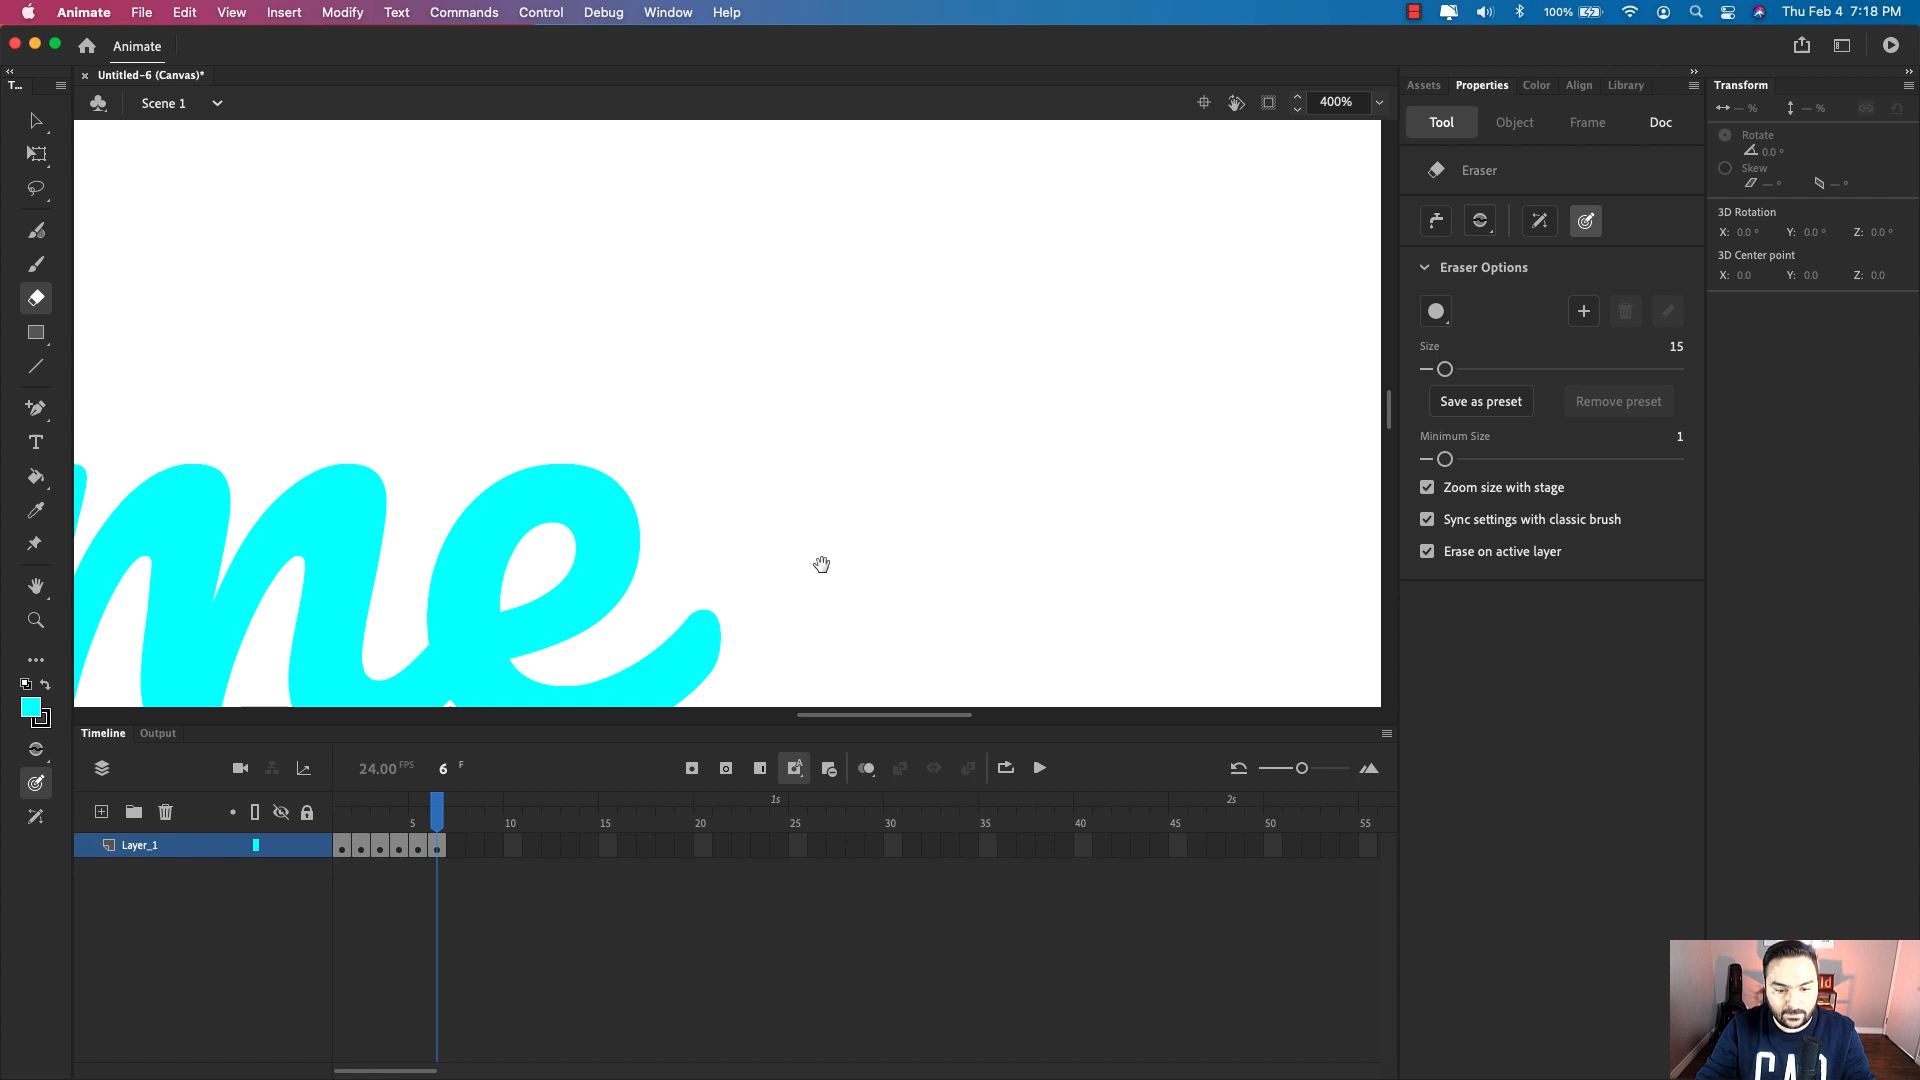 Animate File Edit View Insert Modify Text Commands Control Debug Window Help 100% Thu Feb 4 7:18 PM
Animate
T...
Untitled-6 (Canvas)*
Scene 1
400%
Assets Properties Color Align Library
Tool Object Frame Doc
Eraser
Eraser Options
Size 15
Save as preset Remove preset
Minimum Size 1
Zoom size with stage
Sync settings with classic brush
Erase on active layer
Transform
— % — %
Rotate
0.0 °
Skew
— ° — °
3D Rotation
X: 0.0 ° Y: 0.0 ° Z: 0.0 °
3D Center point
X: 0.0 Y: 0.0 Z: 0.0
me
Timeline Output
24.00 FPS 6 F
1s 2s
5 10 15 20 25 30 35 40 45 50 55
Layer_1